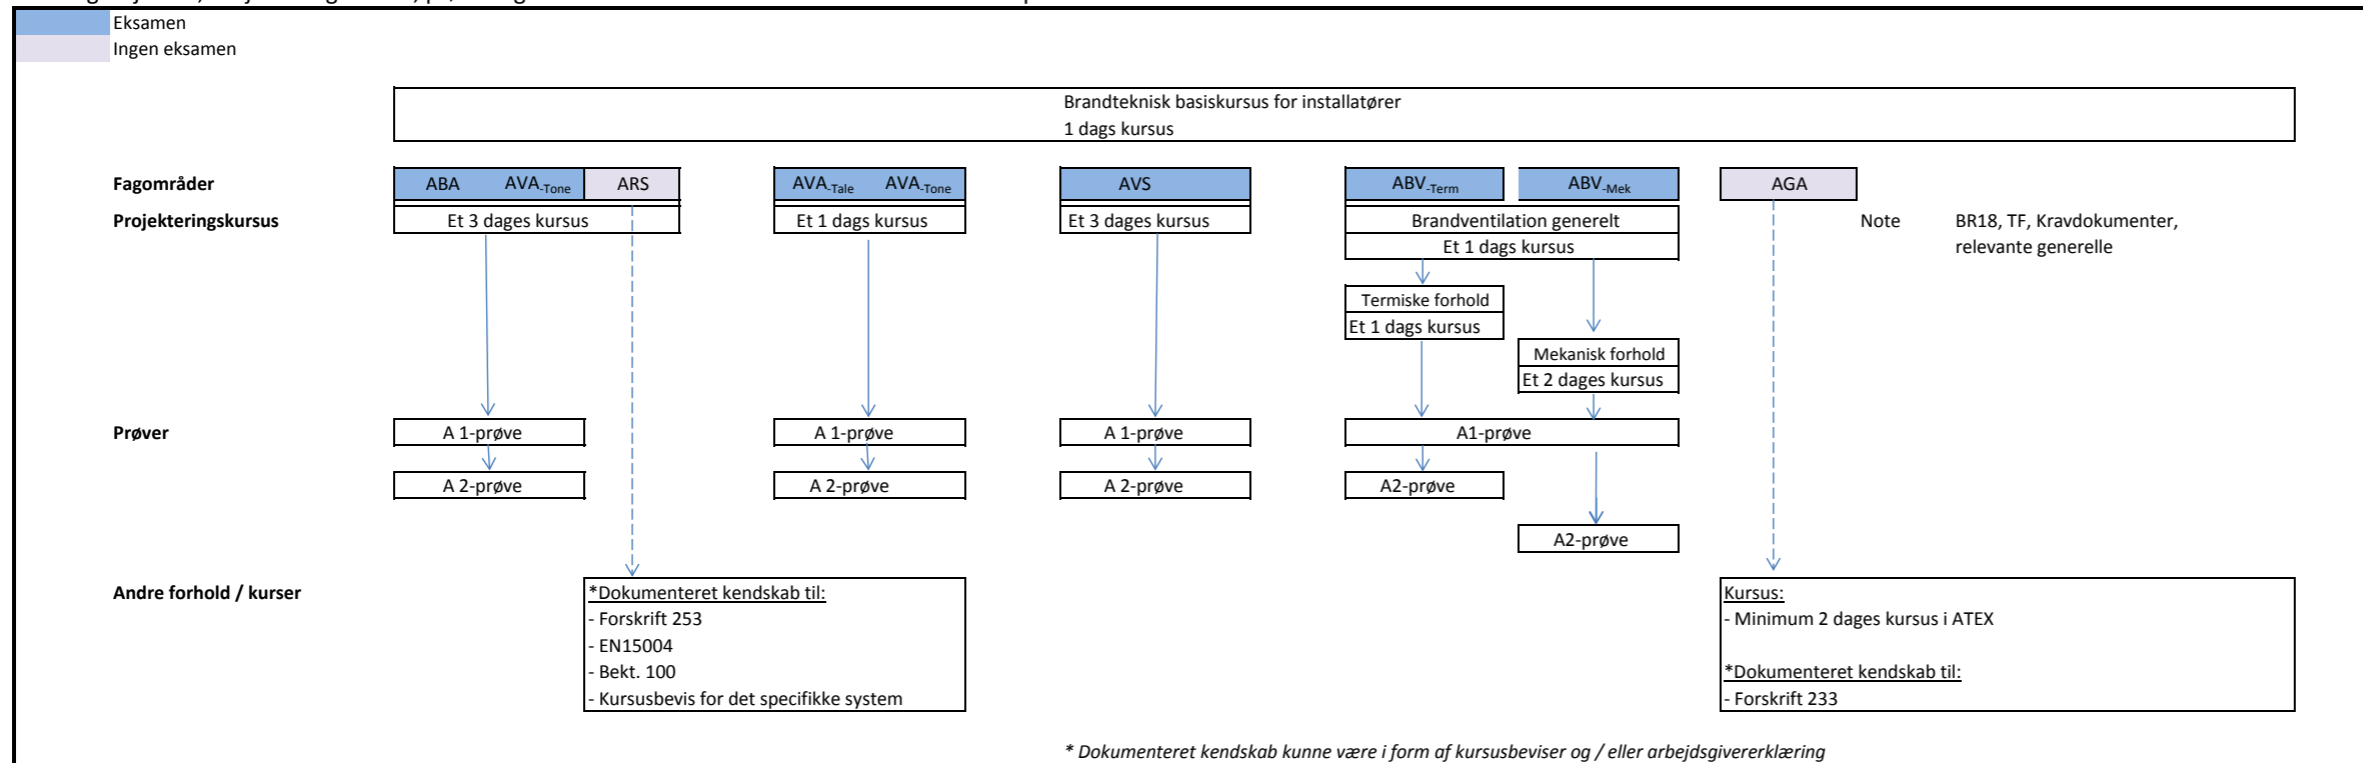 Eksamen
Ingen eksamen
Brandteknisk basiskursus for installatører
1 dags kursus
Fagområder ABA AVA-Tone ARS AVA-Tale AVA-Tone AVS ABV-Term ABV-Mek AGA
Projekteringskursus Et 3 dages kursus Et 1 dags kursus Et 3 dages kursus Brandventilation generelt Note BR18, TF, Kravdokumenter,
Et 1 dags kursus relevante generelle
Termiske forhold
Et 1 dags kursus
Mekanisk forhold
Et 2 dages kursus
Prøver A 1-prøve A 1-prøve A 1-prøve A1-prøve
A 2-prøve A 2-prøve A 2-prøve A2-prøve
A2-prøve
Andre forhold / kurser *Dokumenteret kendskab til: Kursus:
- Forskrift 253 - Minimum 2 dages kursus i ATEX
- EN15004
- Bekt. 100 *Dokumenteret kendskab til:
- Kursusbevis for det specifikke system - Forskrift 233
* Dokumenteret kendskab kunne være i form af kursusbeviser og / eller arbejdsgivererklæring